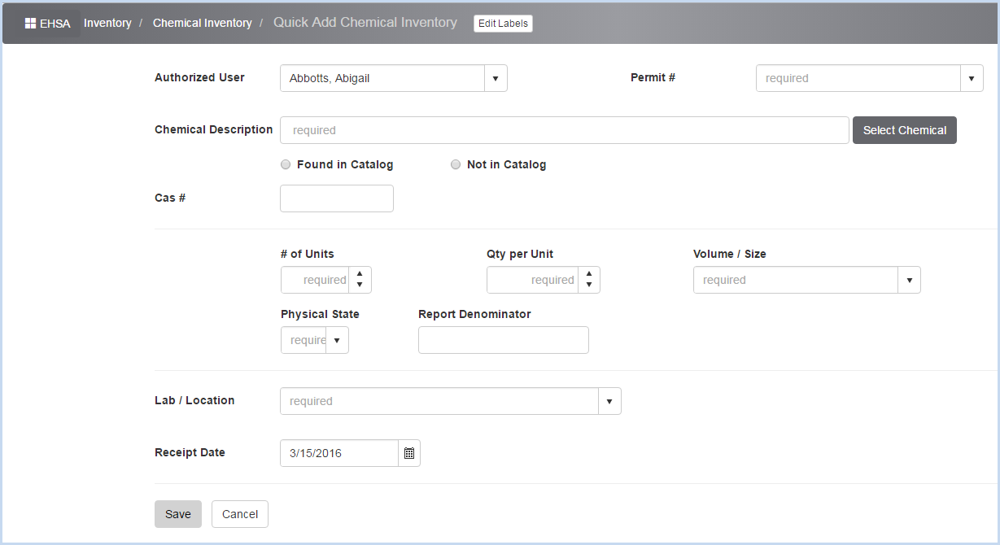 EHSA Inventory / Chemical Inventory / Quick Add Chemical Inventory Edit Labels
Authorized User Abbotts, Abigail Permit # required
Chemical Description required Select Chemical
Found in Catalog Not in Catalog
Cas #
# of Units Qty per Unit Volume / Size
required required required
Physical State Report Denominator
require
Lab / Location required
Receipt Date 3/15/2016
Save Cancel